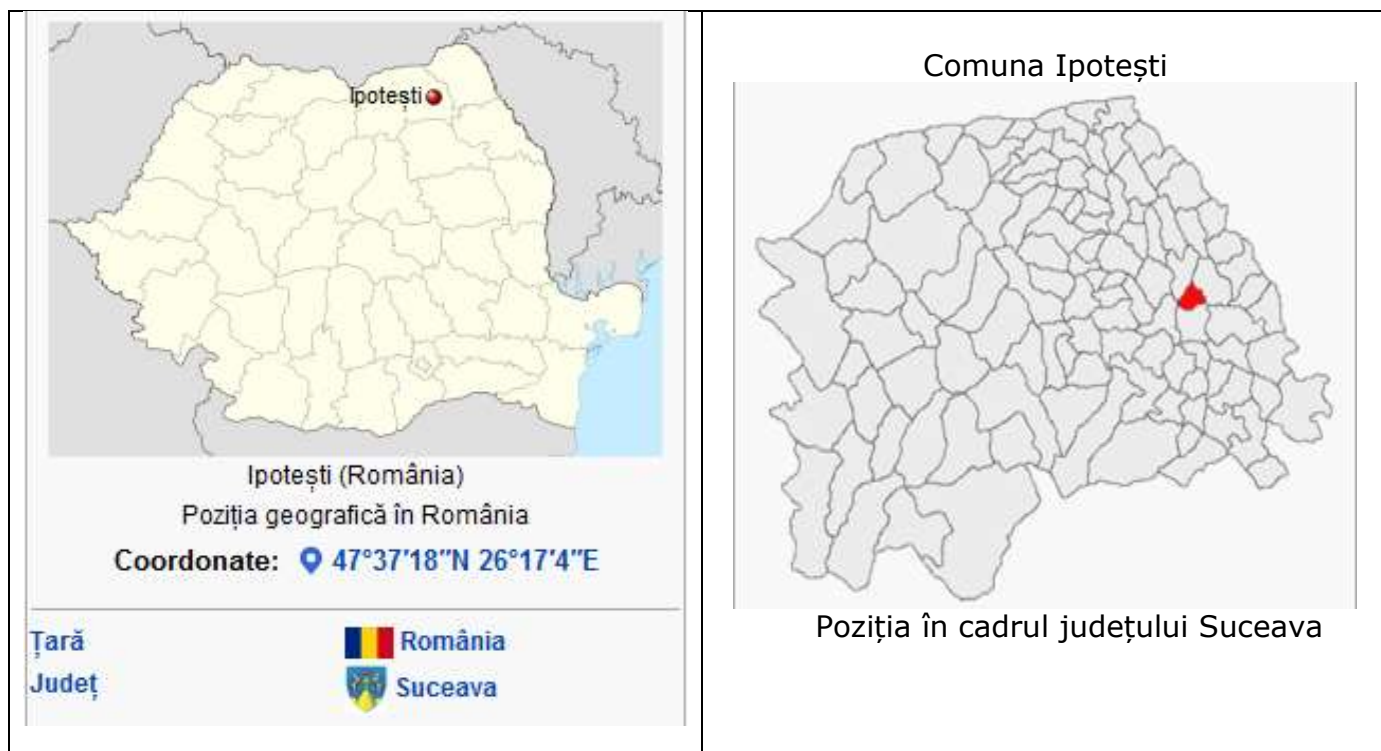 Ipotești
Ipotești (România)
Poziția geografică în România
Coordonate: 47°37′18″N 26°17′4″E
Țară România
Județ Suceava
Comuna Ipotești
Poziția în cadrul județului Suceava